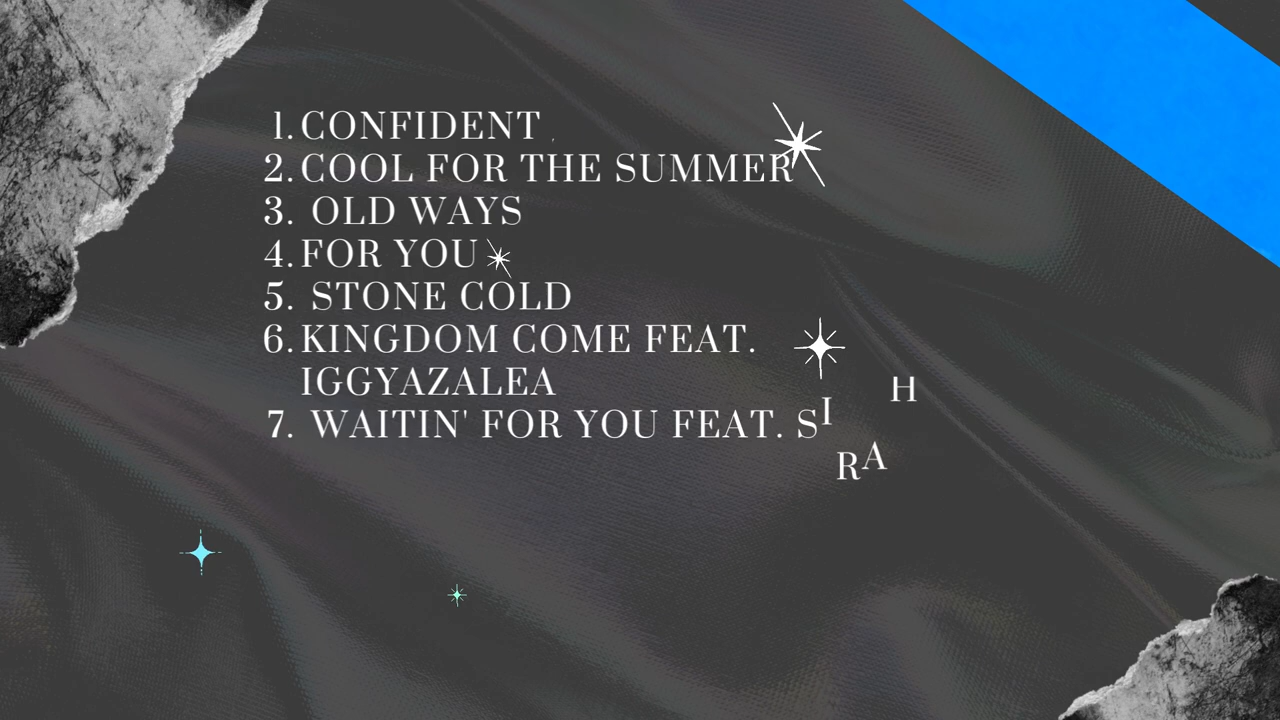 1. CONFIDENT
2. COOL FOR THE SUMMER
3. OLD WAYS
4. FOR YOU
5. STONE COLD
6. KINGDOM COME FEAT.
IGGYAZALEA
7. WAITIN' FOR YOU FEAT. SIRAH